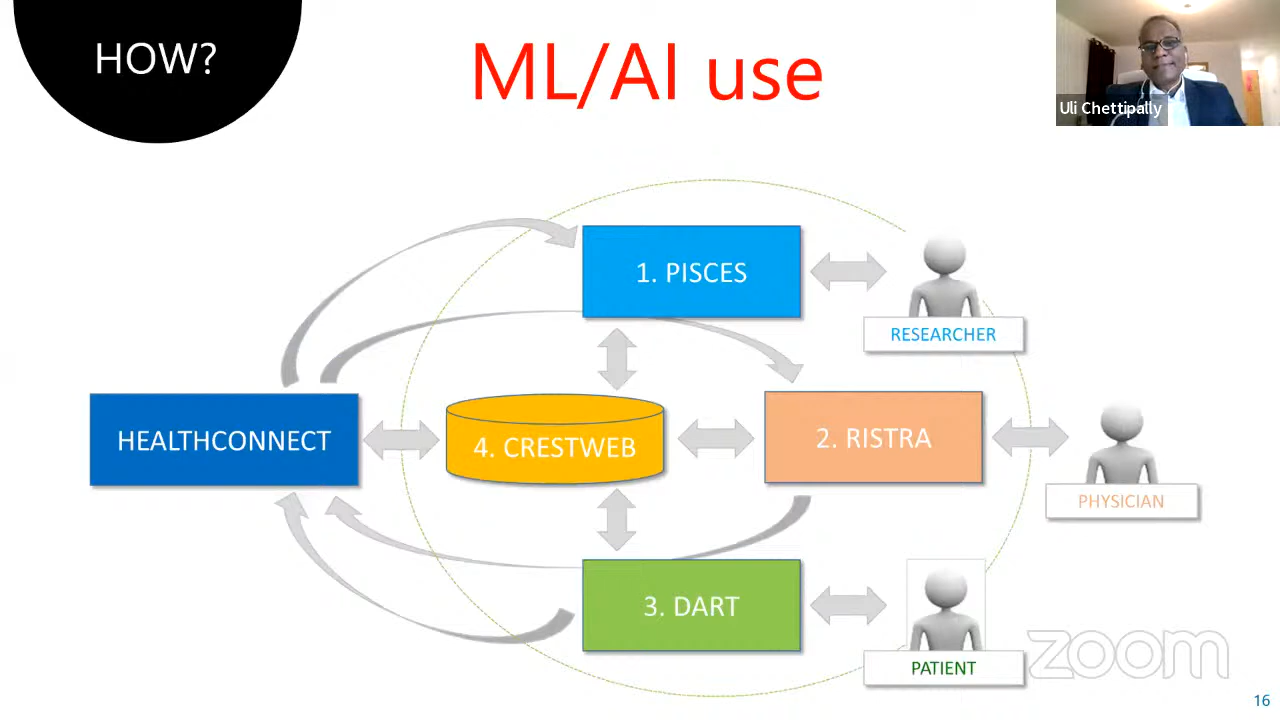 HOW?
ML/AI use
Uli Chettipally
1. PISCES
RESEARCHER
HEALTHCONNECT
4. CRESTWEB
2. RISTRA
PHYSICIAN
3. DART
PATIENT
zoom
16